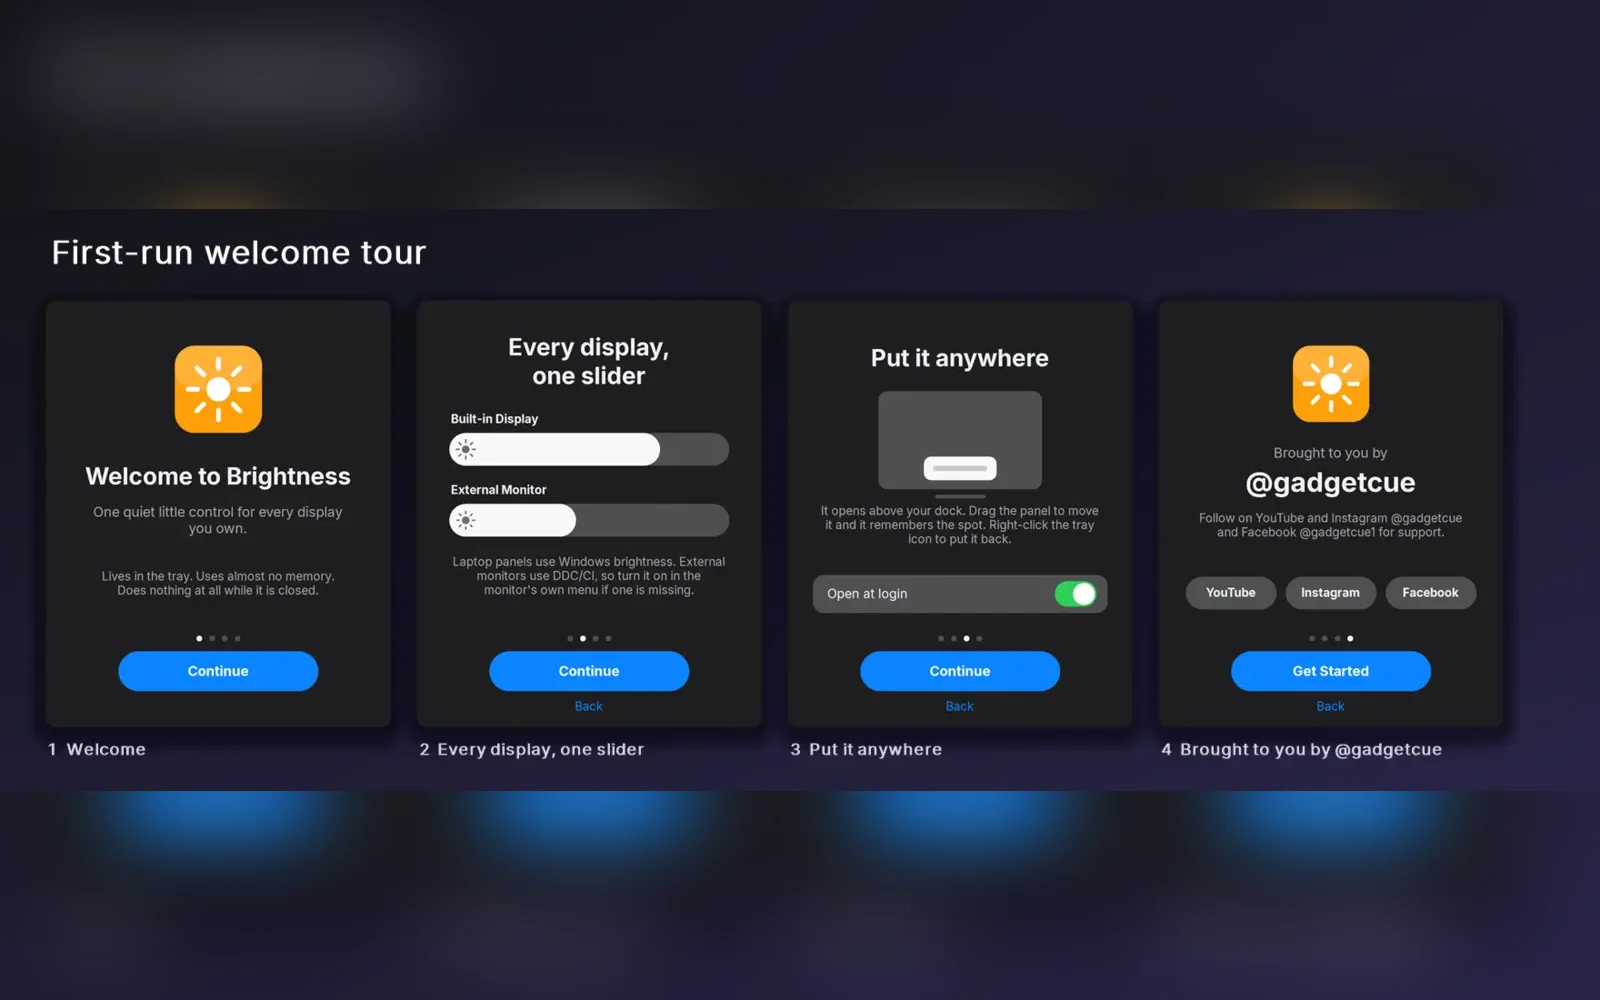 First-run welcome tour
Welcome to Brightness
One quiet little control for every display
you own.
Lives in the tray. Uses almost no memory.
Does nothing at all while it is closed.
Continue
1 Welcome
Every display,
one slider
Built-in Display
External Monitor
Laptop panels use Windows brightness. External
monitors use DDC/CI, so turn it on in the
monitor's own menu if one is missing.
Continue
Back
2 Every display, one slider
Put it anywhere
It opens above your dock. Drag the panel to move
it and it remembers the spot. Right-click the tray
icon to put it back.
Open at login
Continue
Back
3 Put it anywhere
Brought to you by
@gadgetcue
Follow on YouTube and Instagram @gadgetcue
and Facebook @gadgetcue1 for support.
YouTube Instagram Facebook
Get Started
Back
4 Brought to you by @gadgetcue